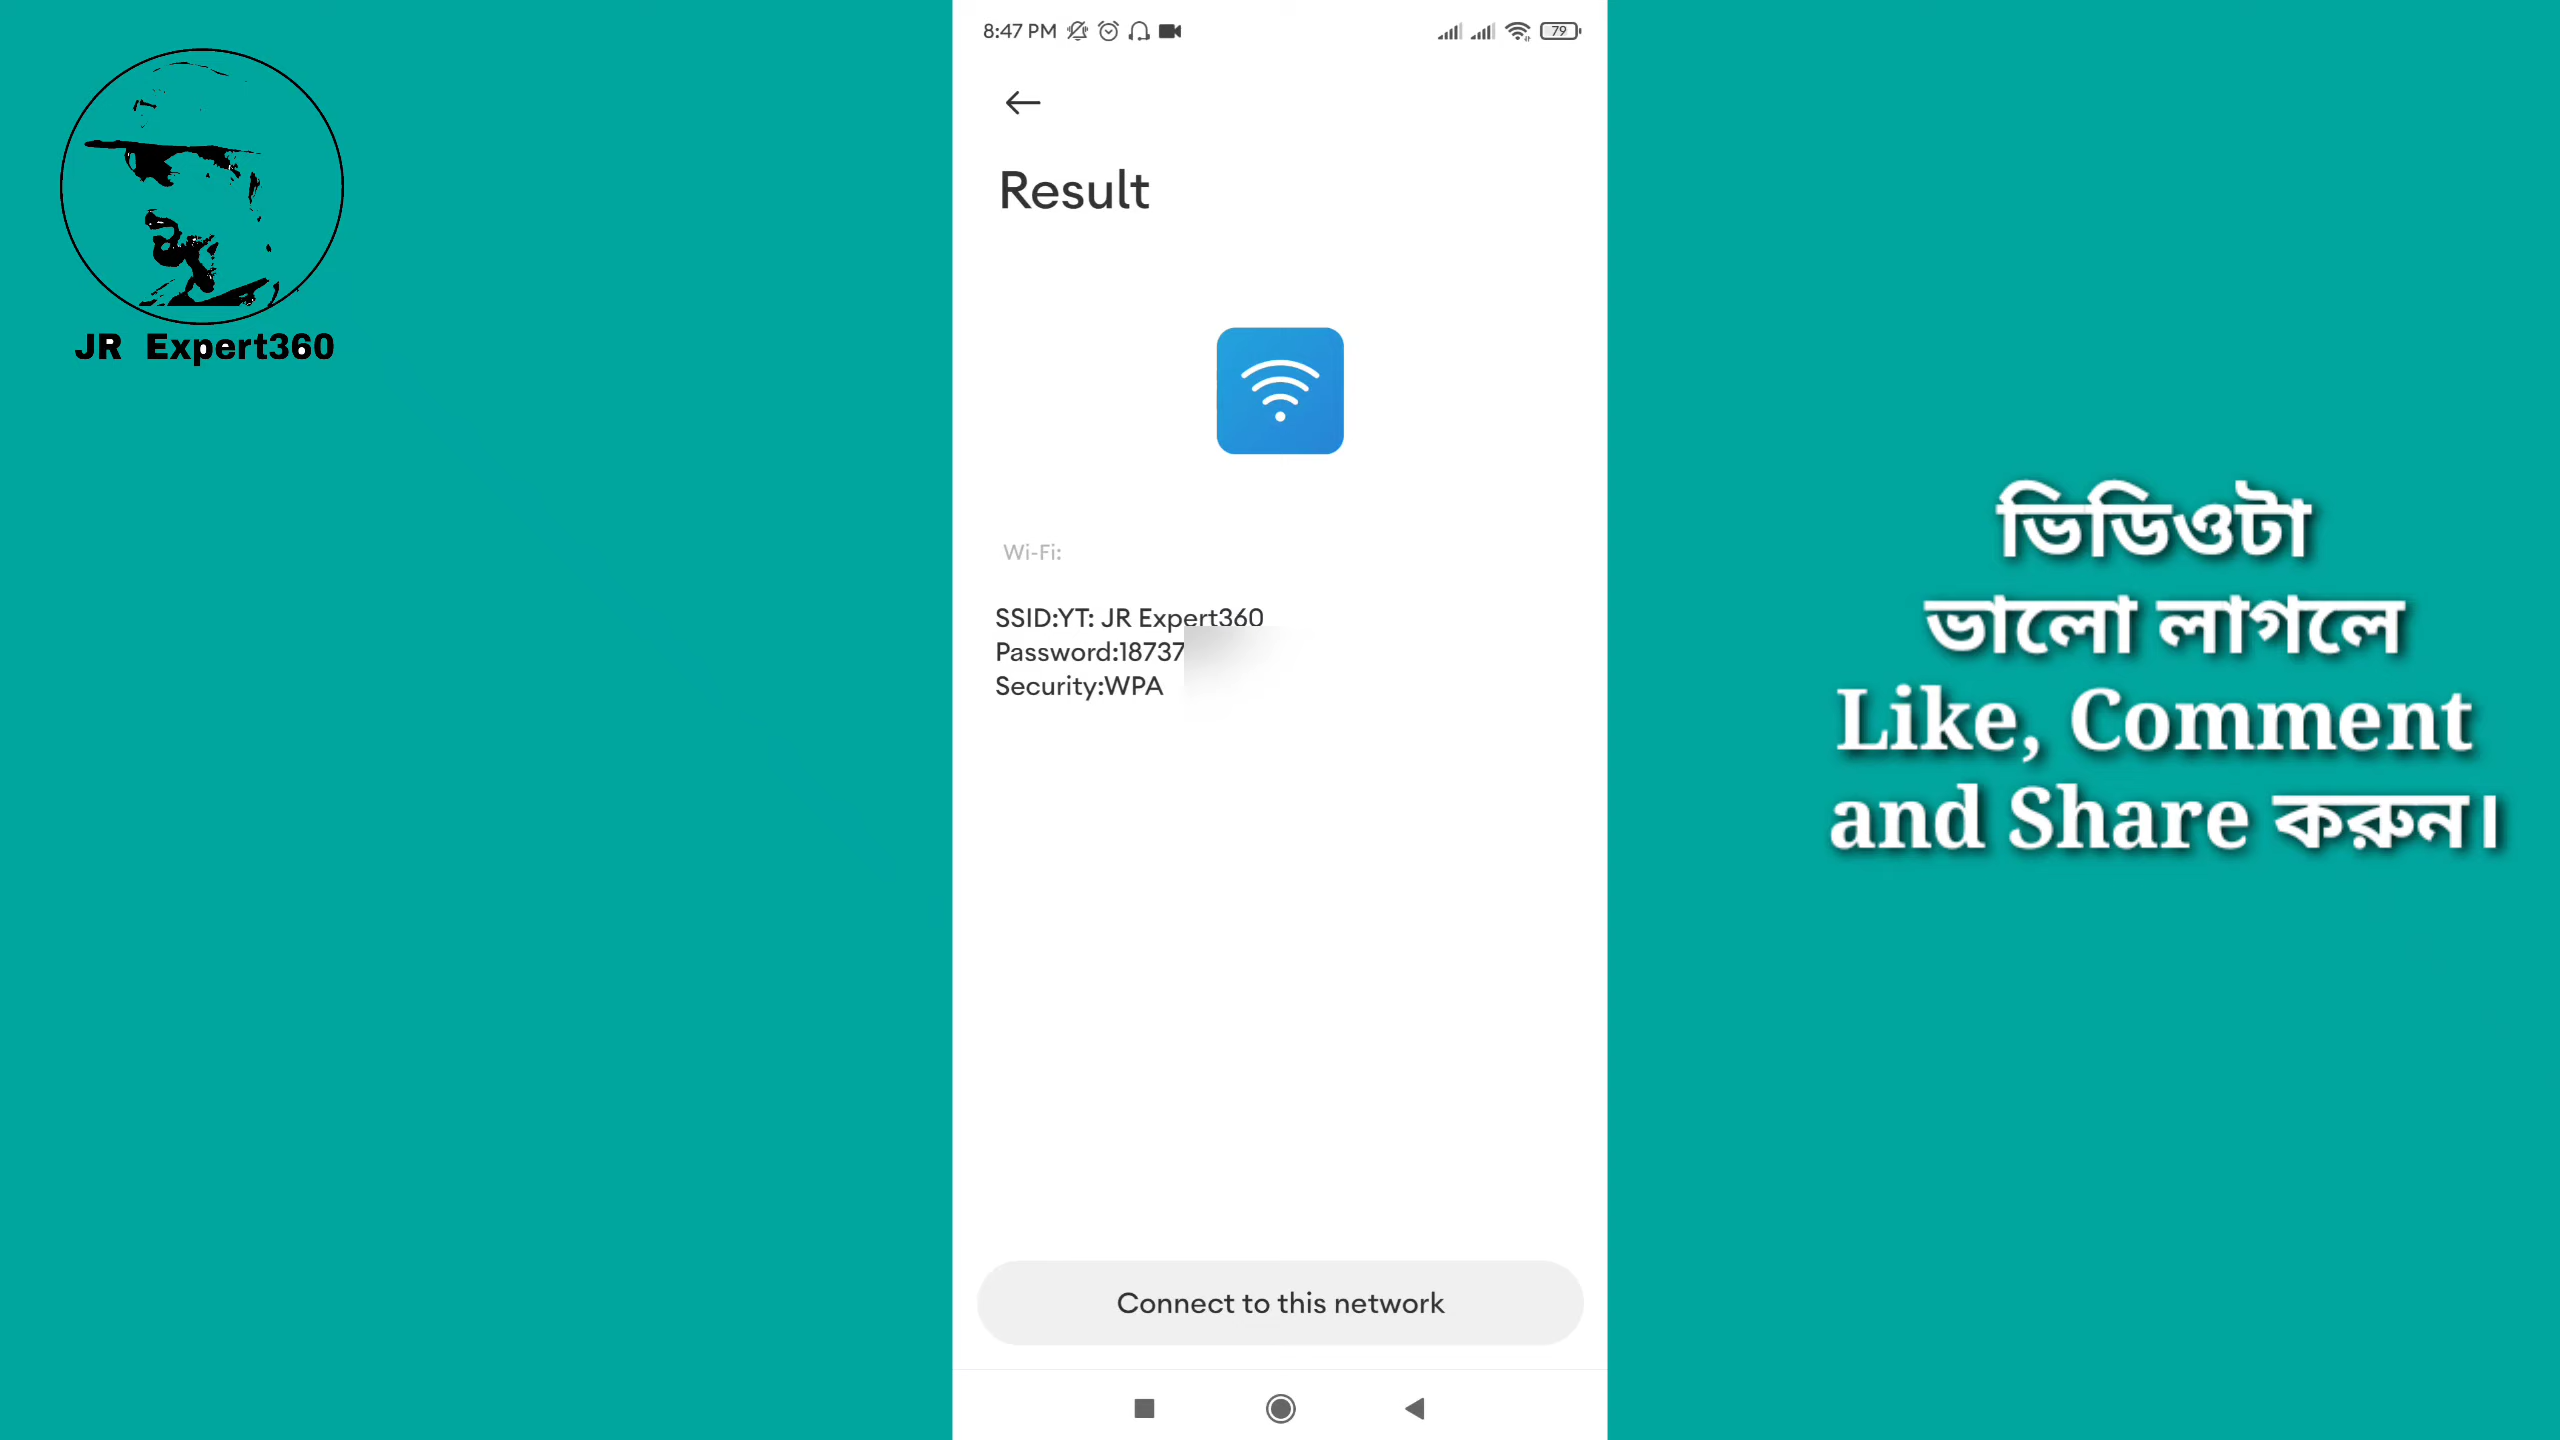 8:47 PM
79
JR Expert360
Result
Wi-Fi:
SSID:YT: JR Expert360
Password:18737
Security:WPA
Connect to this network
ভিডিওটা
ভালো লাগলে
Like, Comment
and Share করুন।